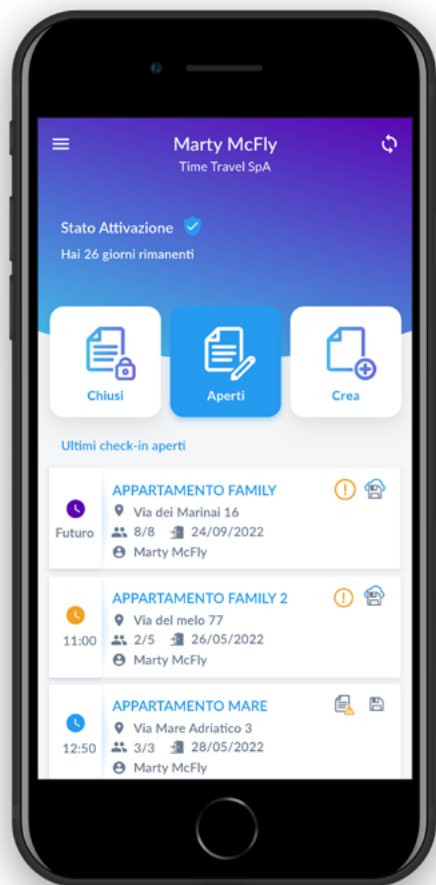 Marty McFly
Time Travel SpA
Stato Attivazione
Hai 26 giorni rimanenti
Chiusi
Aperti
Crea
Ultimi check-in aperti
APPARTAMENTO FAMILY
Via dei Marinai 16
Futuro
8/8 24/09/2022
Marty McFly
APPARTAMENTO FAMILY 2
Via del melo 77
11:00
2/5 26/05/2022
Marty McFly
APPARTAMENTO MARE
Via Mare Adriatico 3
12:50
3/3 28/05/2022
Marty McFly